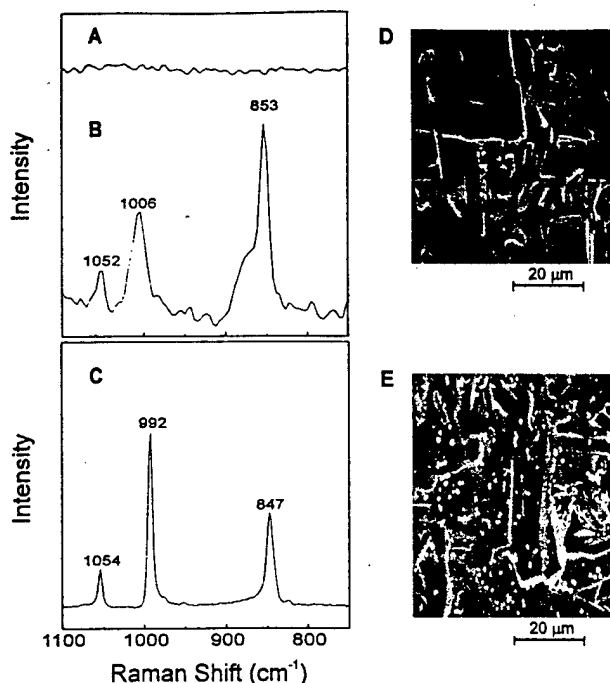 A
B
853
1006
1052
Intensity
C
992
847
1054
Intensity
1100 1000 900 800
Raman Shift (cm⁻¹)
D
20 μm
E
20 μm